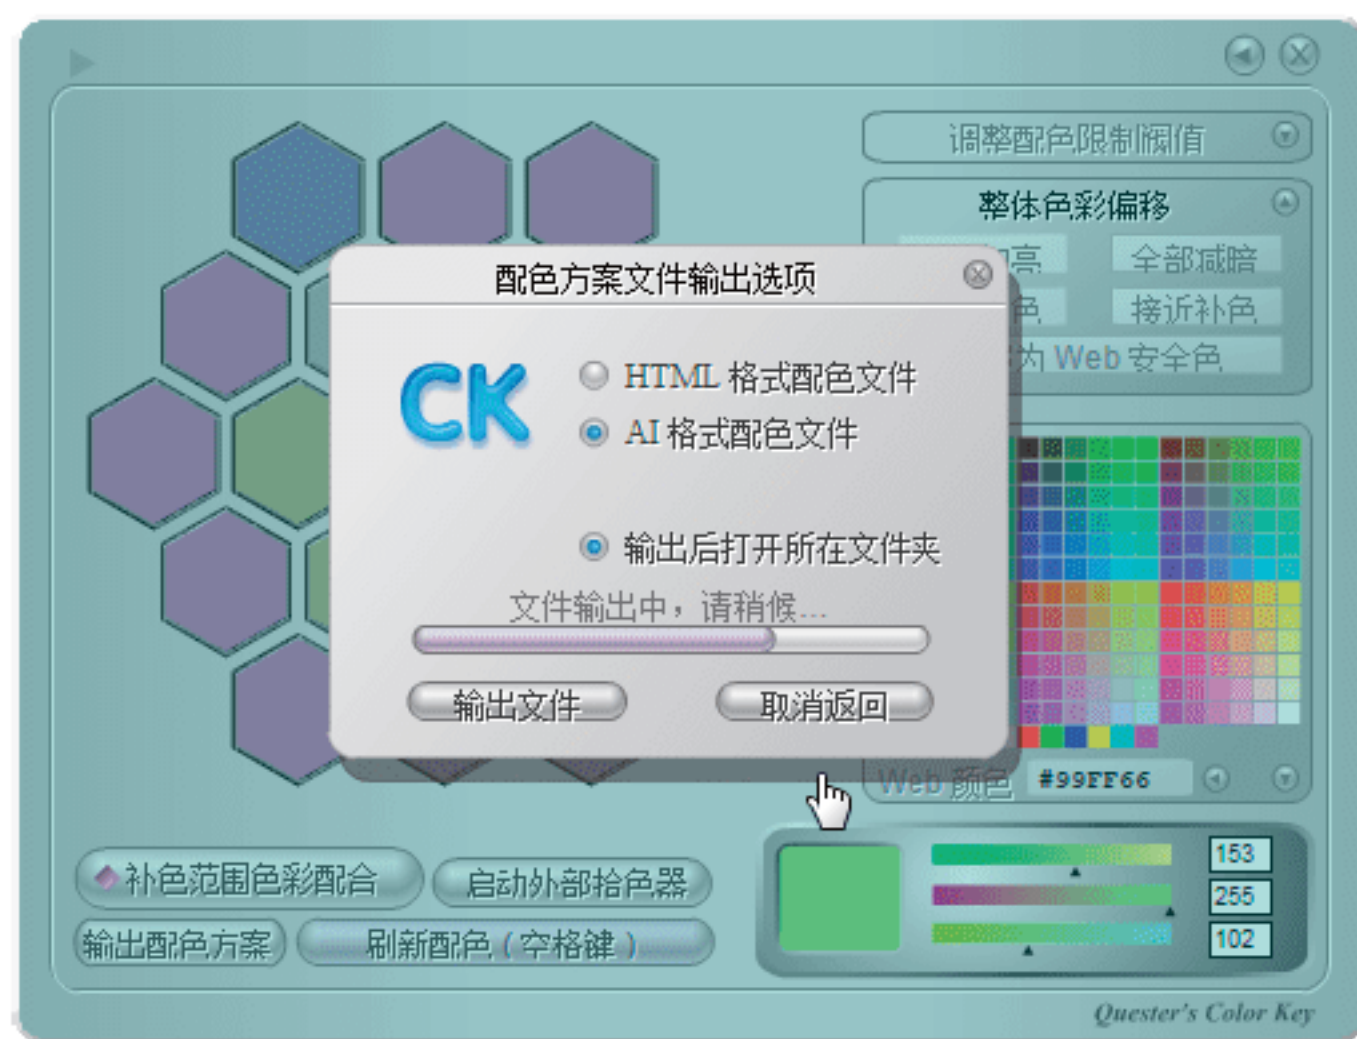 调整配色限制阀值
整体色彩偏移
亮
全部减暗
色
接近补色
为 Web 安全色
配色方案文件输出选项
CK
HTML 格式配色文件
AI 格式配色文件
输出后打开所在文件夹
文件输出中，请稍候...
输出文件
取消返回
Web 颜色
#99FF66
补色范围色彩配合
启动外部拾色器
输出配色方案
刷新配色（空格键）
153
255
102
Quester's Color Key